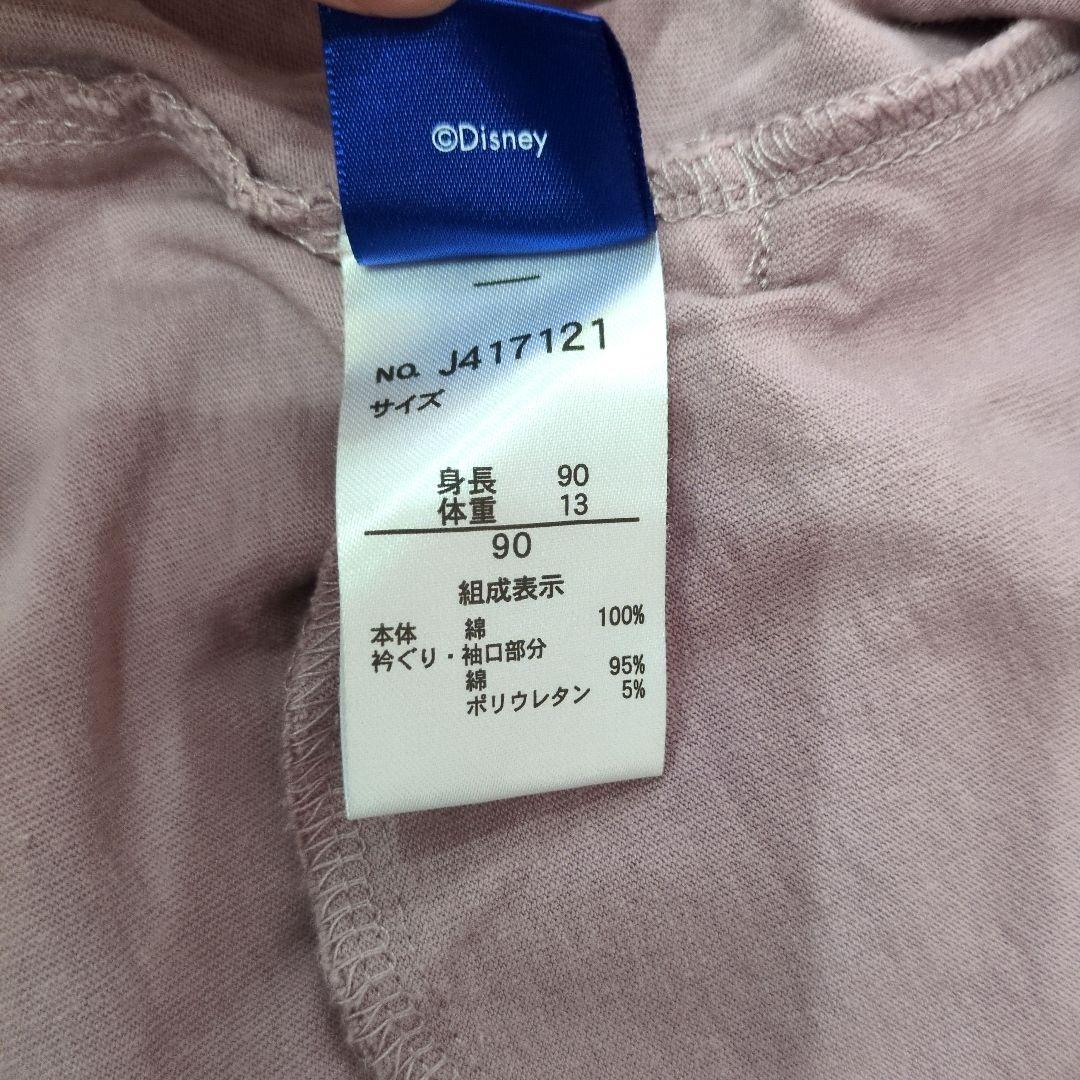 ©Disney
NO. J417121
サイズ
身長 90
体重 13
90
組成表示
本体 綿 100%
衿ぐり・袖口部分
綿 95%
ポリウレタン 5%